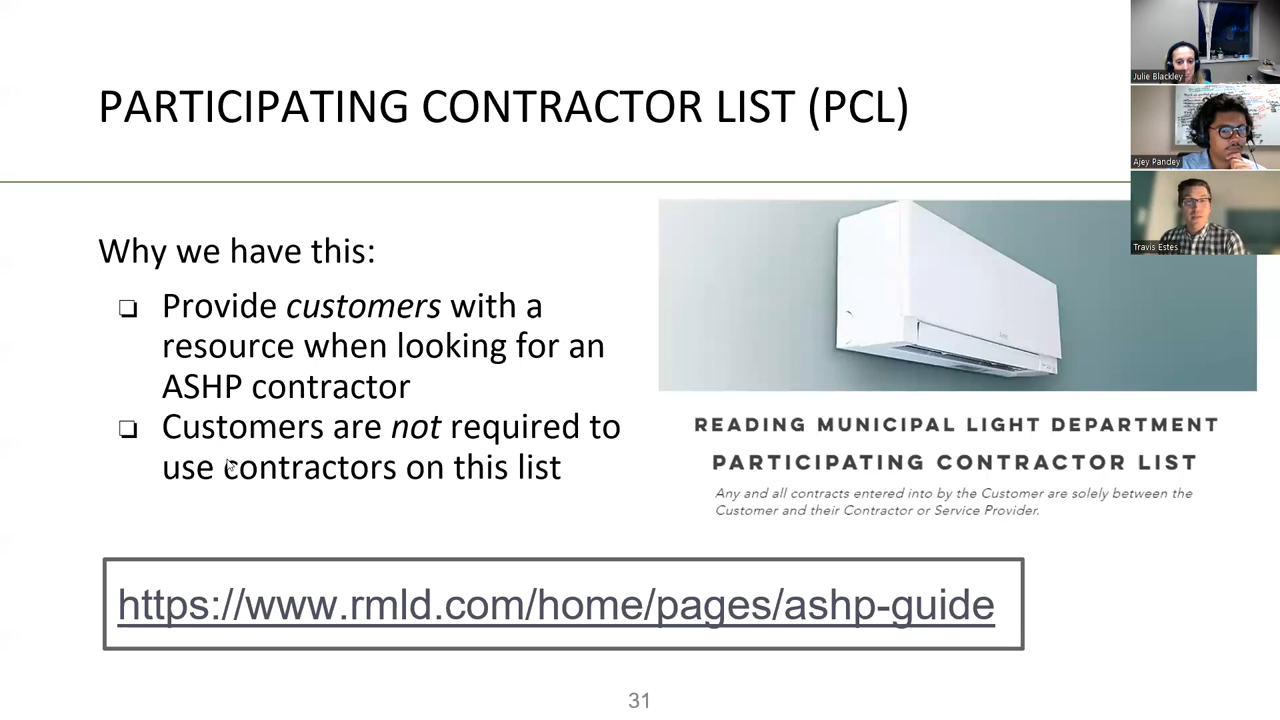 PARTICIPATING CONTRACTOR LIST (PCL)
Julie Blackley
Ajey Pandey
Travis Estes
Why we have this:
❏ Provide customers with a
resource when looking for an
ASHP contractor
❏ Customers are not required to
use contractors on this list
READING MUNICIPAL LIGHT DEPARTMENT
PARTICIPATING CONTRACTOR LIST
Any and all contracts entered into by the Customer are solely between the
Customer and their Contractor or Service Provider.
https://www.rmld.com/home/pages/ashp-guide
31